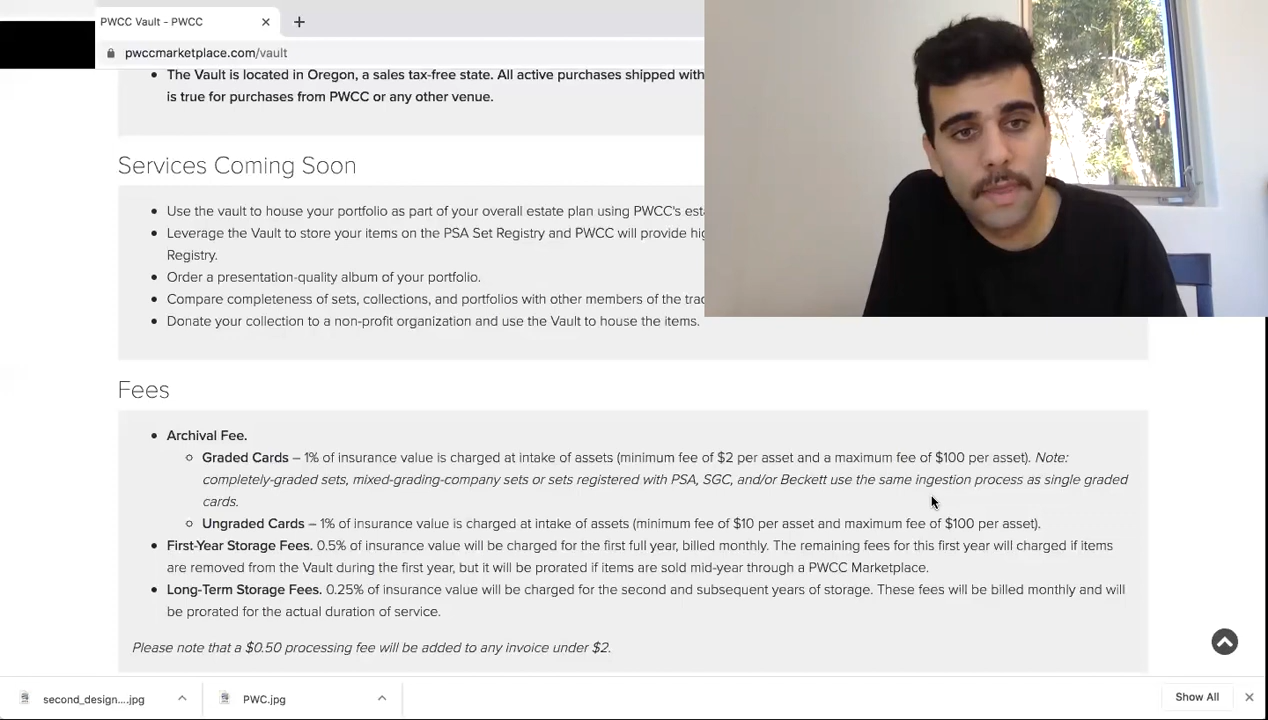 PWCC Vault - PWCC
pwccmarketplace.com/vault
The Vault is located in Oregon, a sales tax-free state. All active purchases shipped with
is true for purchases from PWCC or any other venue.
Services Coming Soon
Use the vault to house your portfolio as part of your overall estate plan using PWCC's
Leverage the Vault to store your items on the PSA Set Registry and PWCC will provide
Registry.
Order a presentation-quality album of your portfolio.
Compare completeness of sets, collections, and portfolios with other members of the
Donate your collection to a non-profit organization and use the Vault to house the items.
Fees
Archival Fee.
Graded Cards – 1% of insurance value is charged at intake of assets (minimum fee of $2 per asset and a maximum fee of $100 per asset). Note:
completely-graded sets, mixed-grading-company sets or sets registered with PSA, SGC, and/or Beckett use the same ingestion process as single graded
cards.
Ungraded Cards – 1% of insurance value is charged at intake of assets (minimum fee of $10 per asset and maximum fee of $100 per asset).
First-Year Storage Fees. 0.5% of insurance value will be charged for the first full year, billed monthly. The remaining fees for this first year will charged if items
are removed from the Vault during the first year, but it will be prorated if items are sold mid-year through a PWCC Marketplace.
Long-Term Storage Fees. 0.25% of insurance value will be charged for the second and subsequent years of storage. These fees will be billed monthly and will
be prorated for the actual duration of service.
Please note that a $0.50 processing fee will be added to any invoice under $2.
second_design....jpg
PWC.jpg
Show All